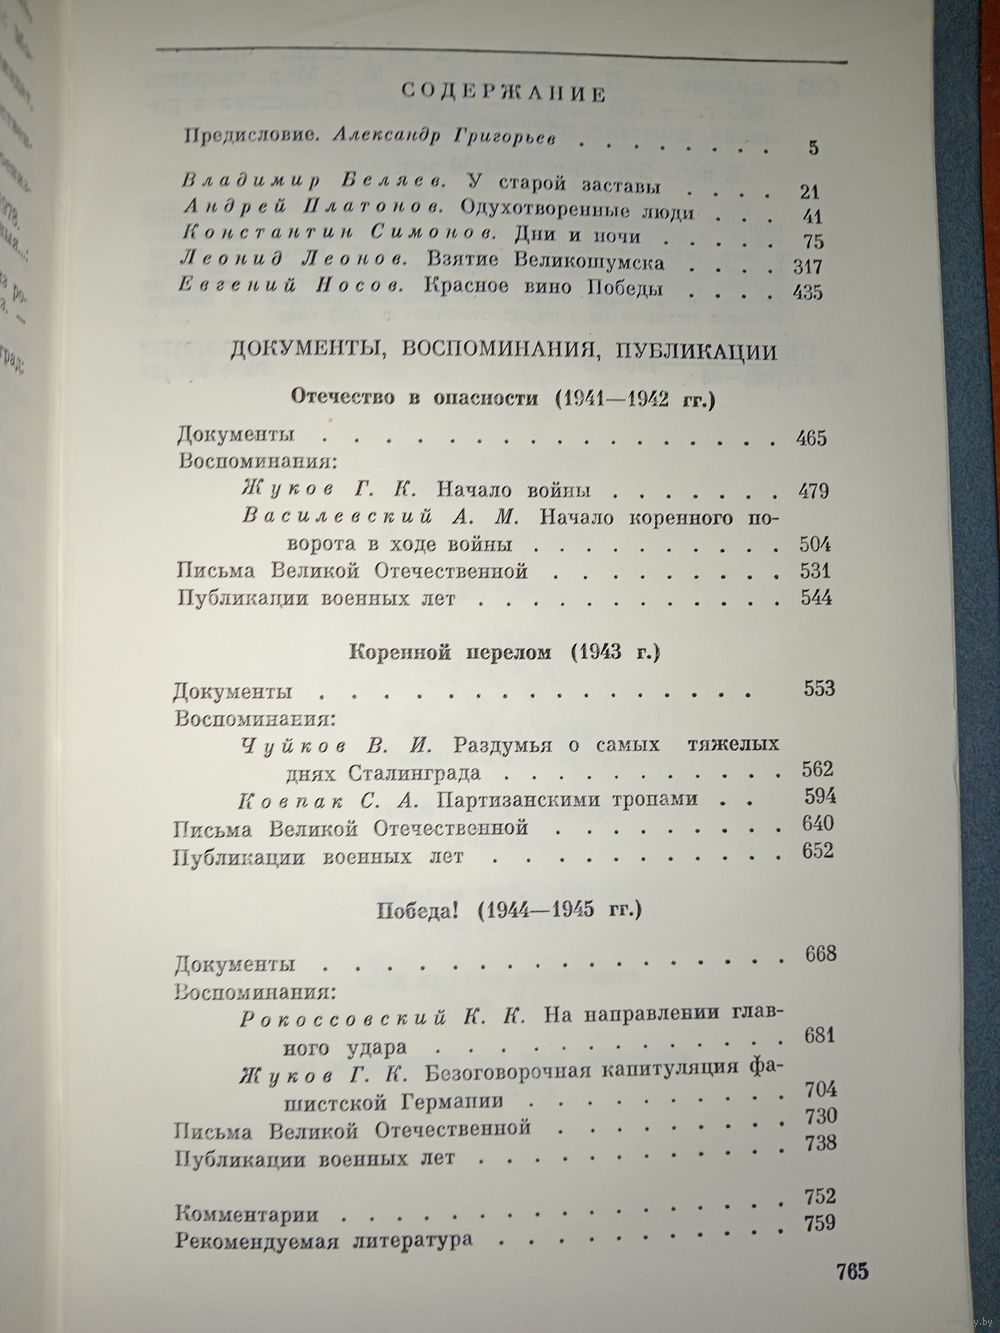 СОДЕРЖАНИЕ
Предисловие. Александр Григорьев . . . . . . . . 5
Владимир Беляев. У старой заставы . . . . 21
Андрей Платонов. Одухотворенные люди . . . 41
Константин Симонов. Дни и ночи . . . . . 75
Леонид Леонов. Взятие Великошумска . . . . 317
Евгений Носов. Красное вино Победы . . . . 435
ДОКУМЕНТЫ, ВОСПОМИНАНИЯ, ПУБЛИКАЦИИ
Отечество в опасности (1941—1942 гг.)
Документы . . . . . . . . . . . . . . . 465
Воспоминания:
Жуков Г. К. Начало войны . . . . . . . 479
Василевский А. М. Начало коренного по-
ворота в ходе войны . . . . . . . . . . 504
Письма Великой Отечественной . . . . . . . . . 531
Публикации военных лет . . . . . . . . . . . . 544
Коренной перелом (1943 г.)
Документы . . . . . . . . . . . . . . 553
Воспоминания:
Чуйков В. И. Раздумья о самых тяжелых
днях Сталинграда . . . . . . . . . . . 562
Ковпак С. А. Партизанскими тропами . . 594
Письма Великой Отечественной . . . . . . . . . 640
Публикации военных лет . . . . . . . . . . . 652
Победа! (1944—1945 гг.)
Документы . . . . . . . . . . . . . . . 668
Воспоминания:
Рокоссовский К. К. На направлении глав-
ного удара . . . . . . . . . . . . . 681
Жуков Г. К. Безоговорочная капитуляция фа-
шистской Германии . . . . . . . . . . 704
Письма Великой Отечественной . . . . . . . . . 730
Публикации военных лет . . . . . . . . . . . . 738
Комментарии . . . . . . . . . . . . . . . . 752
Рекомендуемая литература . . . . . . . . . . . 759
765